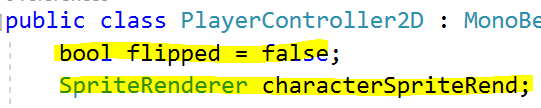 public class PlayerController2D : MonoBe
bool flipped = false;
SpriteRenderer characterSpriteRend;